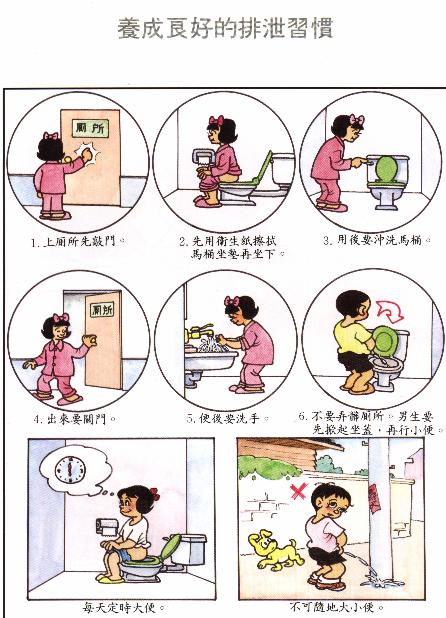 養成良好的排泄習慣
廁所
1. 上廁所先敲門。
2. 先用衛生紙擦拭
馬桶坐墊再坐下。
3. 用後要沖洗馬桶。
廁所
4. 出來要關門。
5. 便後要洗手。
6. 不要弄髒廁所。男生要
先掀起坐蓋，再行小便。
每天定時大便。
不可隨地大小便。